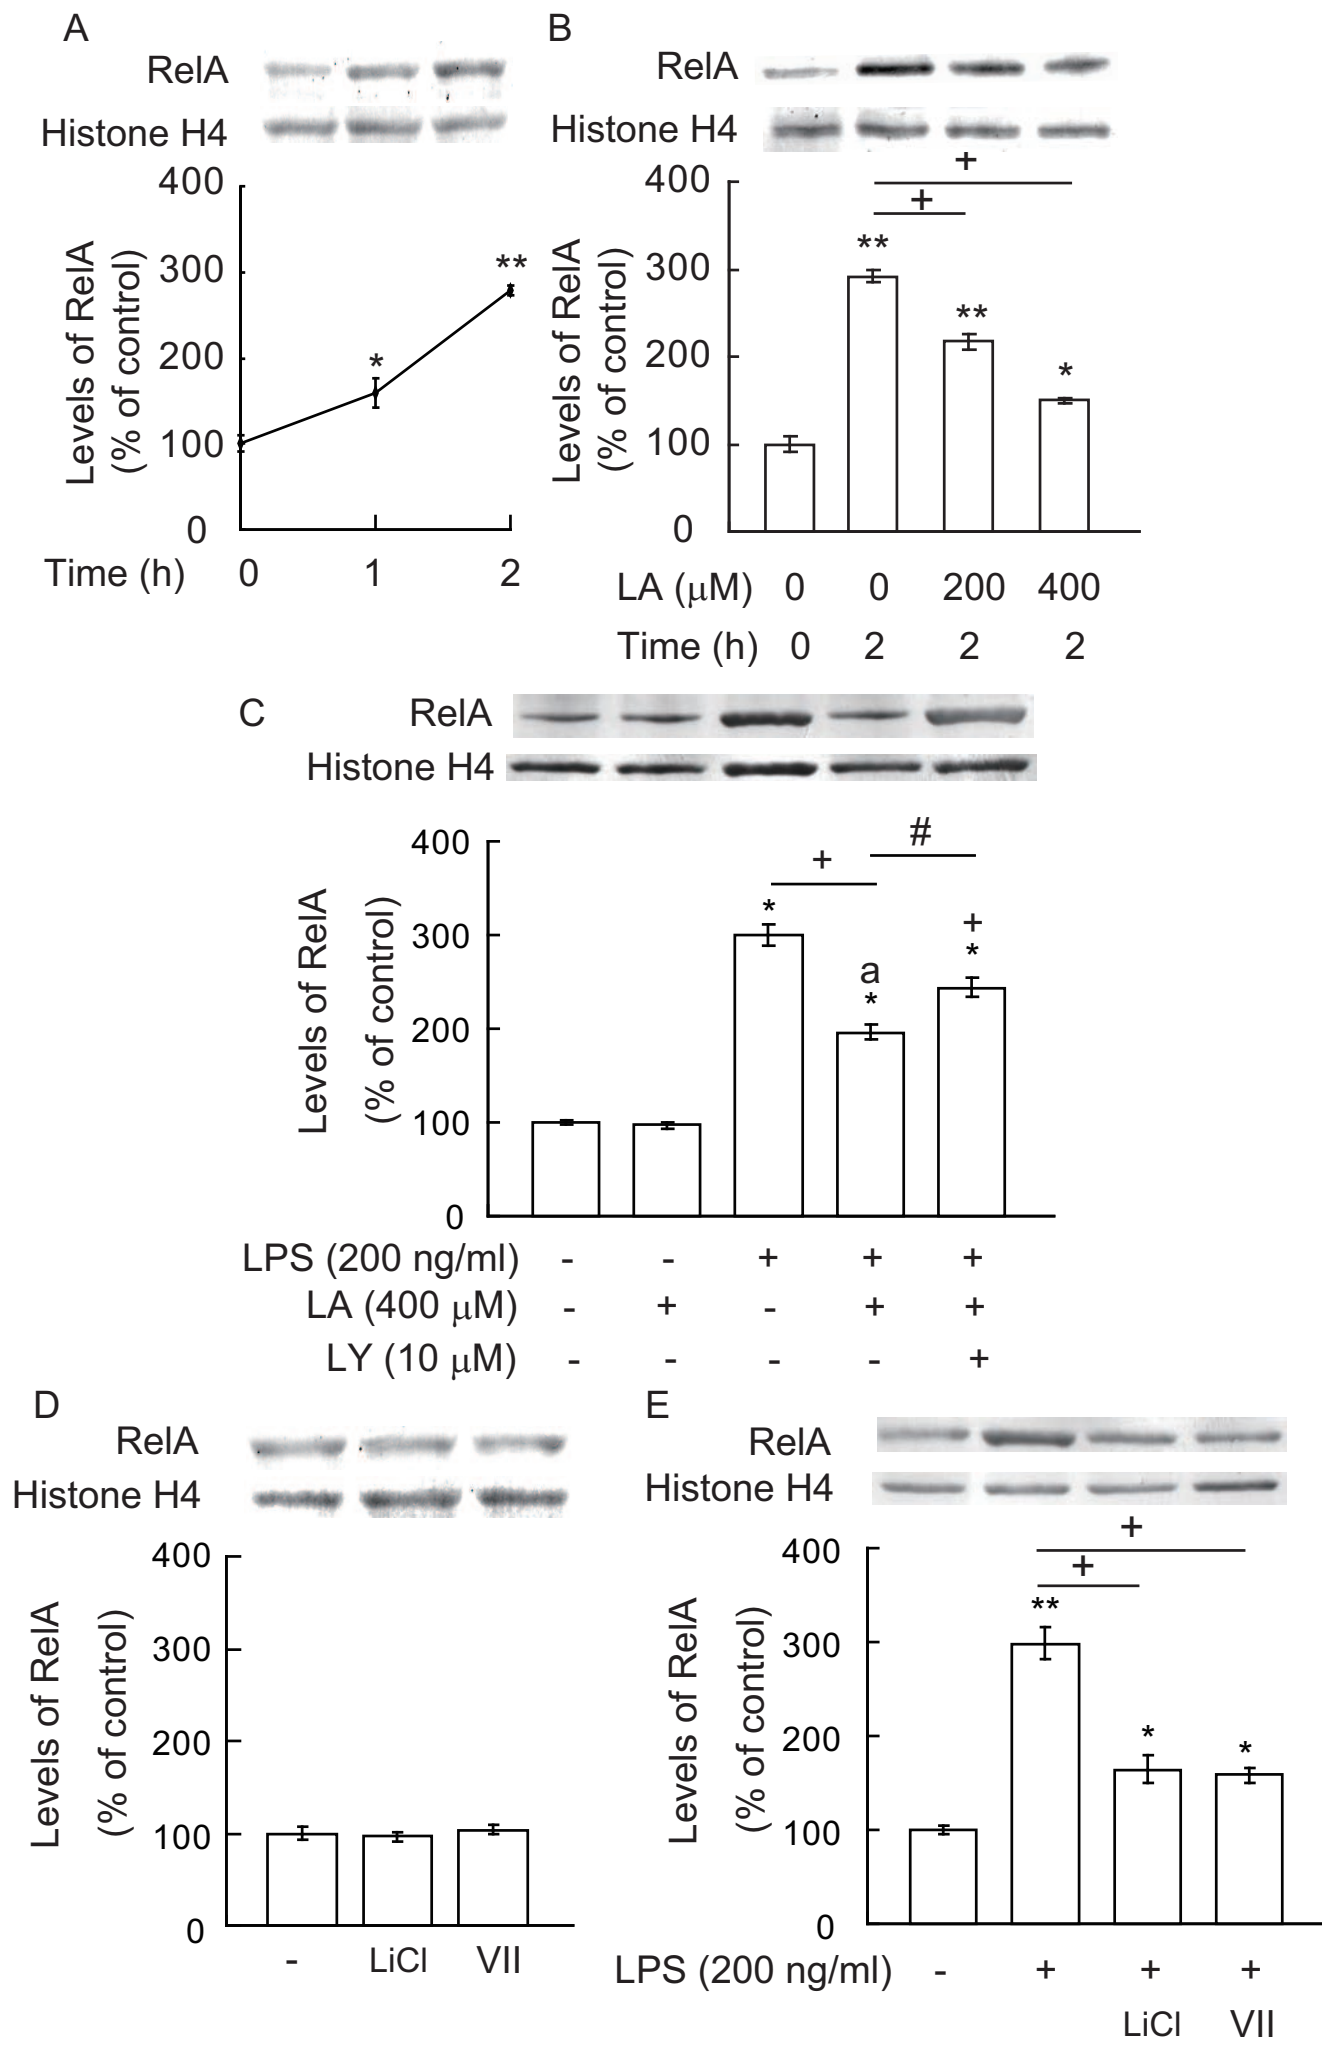 A
RelA
Histone H4
400
300
200
100
0
Levels of RelA
(% of control)
*
**
Time (h) 0 1 2
B
RelA
Histone H4
+
+
400
300
200
100
0
Levels of RelA
(% of control)
**
**
*
LA (μM) 0 0 200 400
Time (h) 0 2 2 2
C
RelA
Histone H4
400
300
200
100
0
Levels of RelA
(% of control)
#
+
*
a
*
+
*
LPS (200 ng/ml) - - + + +
LA (400 μM) - + - + +
LY (10 μM) - - - - +
D
RelA
Histone H4
400
300
200
100
0
Levels of RelA
(% of control)
- LiCl VII
E
RelA
Histone H4
+
+
400
300
200
100
0
Levels of RelA
(% of control)
**
*
*
LPS (200 ng/ml) - + + +
LiCl VII